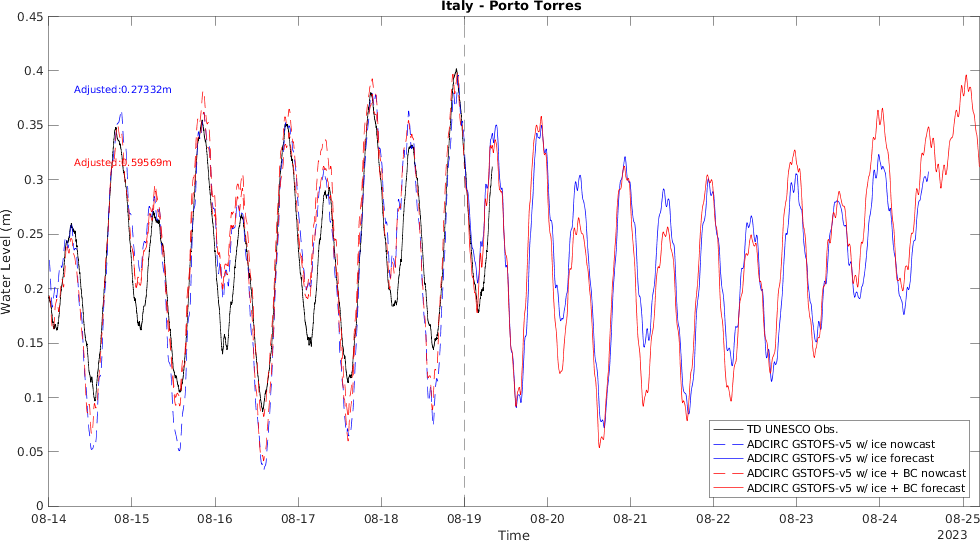 Italy - Porto Torres
0.45
0.4
0.35
0.3
0.25
0.2
0.15
0.1
0.05
0
Water Level (m)
Adjusted:0.27332m
Adjusted:0.59569m
TD UNESCO Obs.
ADCIRC GSTOFS-v5 w/ ice nowcast
ADCIRC GSTOFS-v5 w/ ice forecast
ADCIRC GSTOFS-v5 w/ ice + BC nowcast
ADCIRC GSTOFS-v5 w/ ice + BC forecast
08-14 08-15 08-16 08-17 08-18 08-19 08-20 08-21 08-22 08-23 08-24 08-25
Time
2023